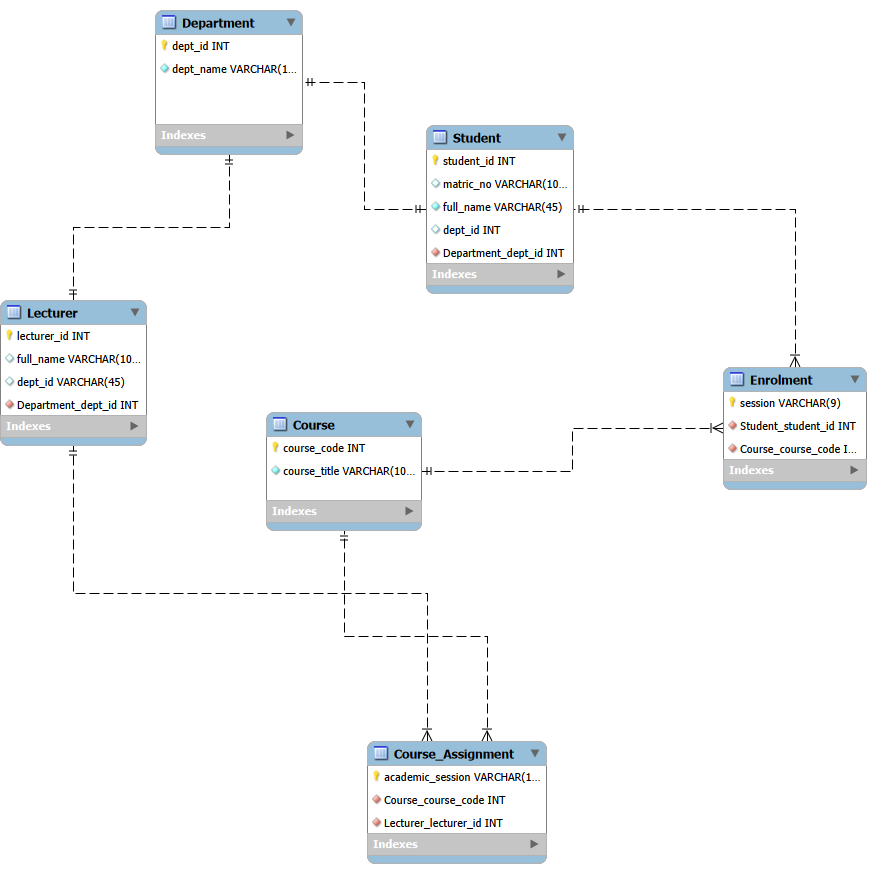 Department
dept_id INT
dept_name VARCHAR(1...
Indexes
Student
student_id INT
matric_no VARCHAR(10...
full_name VARCHAR(45)
dept_id INT
Department_dept_id INT
Indexes
Lecturer
lecturer_id INT
full_name VARCHAR(10...
dept_id VARCHAR(45)
Department_dept_id INT
Indexes
Course
course_code INT
course_title VARCHAR(10...
Indexes
Enrolment
session VARCHAR(9)
Student_student_id INT
Course_course_code I...
Indexes
Course_Assignment
academic_session VARCHAR(1...
Course_course_code INT
Lecturer_lecturer_id INT
Indexes